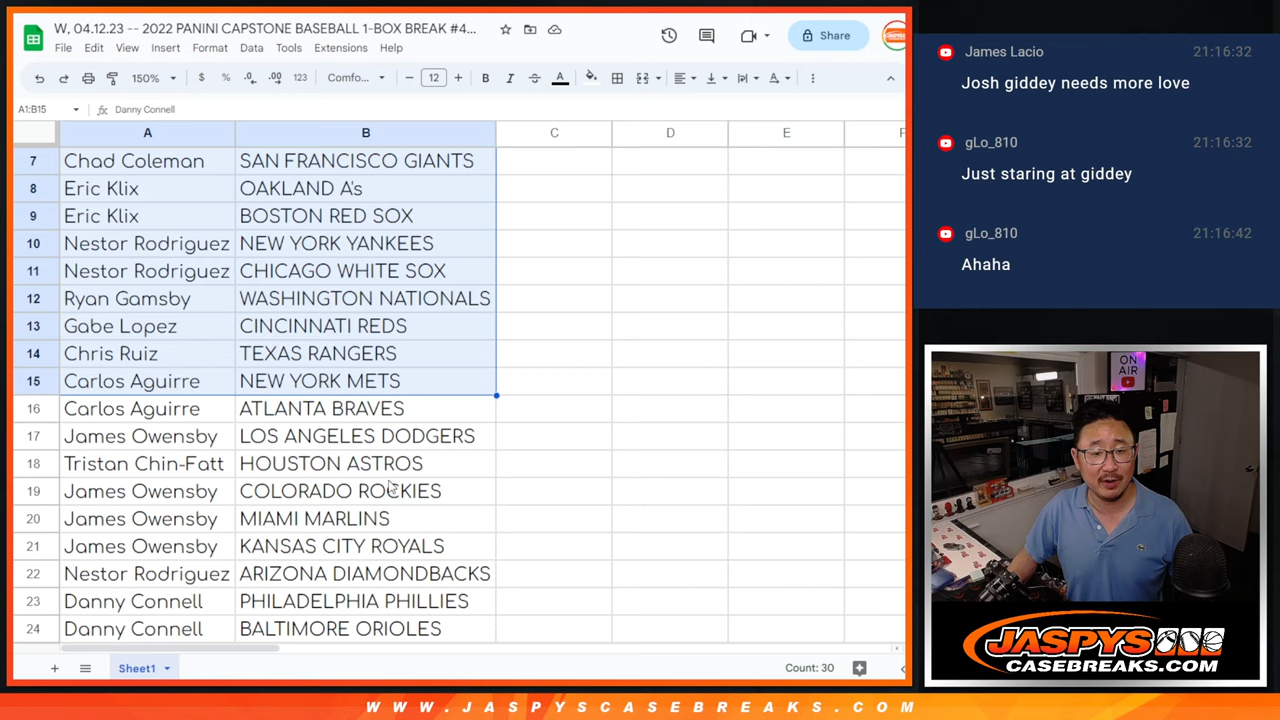 W, 04.12.23 -- 2022 PANINI CAPSTONE BASEBALL 1-BOX BREAK #4...
File Edit View Insert Format Data Tools Extensions Help
Share
150% $ % .0 .00 123 Comfo... − 12 + B I A
A1:B15 fx Danny Connell
A B C D E
7 Chad Coleman SAN FRANCISCO GIANTS
8 Eric Klix OAKLAND A's
9 Eric Klix BOSTON RED SOX
10 Nestor Rodriguez NEW YORK YANKEES
11 Nestor Rodriguez CHICAGO WHITE SOX
12 Ryan Gamsby WASHINGTON NATIONALS
13 Gabe Lopez CINCINNATI REDS
14 Chris Ruiz TEXAS RANGERS
15 Carlos Aguirre NEW YORK METS
16 Carlos Aguirre ATLANTA BRAVES
17 James Owensby LOS ANGELES DODGERS
18 Tristan Chin-Fatt HOUSTON ASTROS
19 James Owensby COLORADO ROCKIES
20 James Owensby MIAMI MARLINS
21 James Owensby KANSAS CITY ROYALS
22 Nestor Rodriguez ARIZONA DIAMONDBACKS
23 Danny Connell PHILADELPHIA PHILLIES
24 Danny Connell BALTIMORE ORIOLES
Sheet1 Count: 30
James Lacio 21:16:32
Josh giddey needs more love
gLo_810 21:16:32
Just staring at giddey
gLo_810 21:16:42
Ahaha
ON
AIR
JASPYS
CASEBREAKS.COM
WWW.JASPYSCASEBREAKS.COM